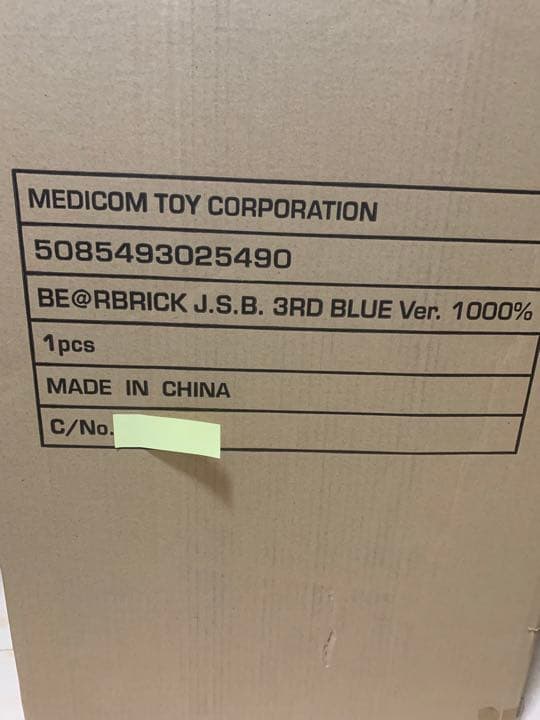 MEDICOM TOY CORPORATION
5085493025490
BE@RBRICK J.S.B. 3RD BLUE Ver. 1000%
1pcs
MADE IN CHINA
C/No.